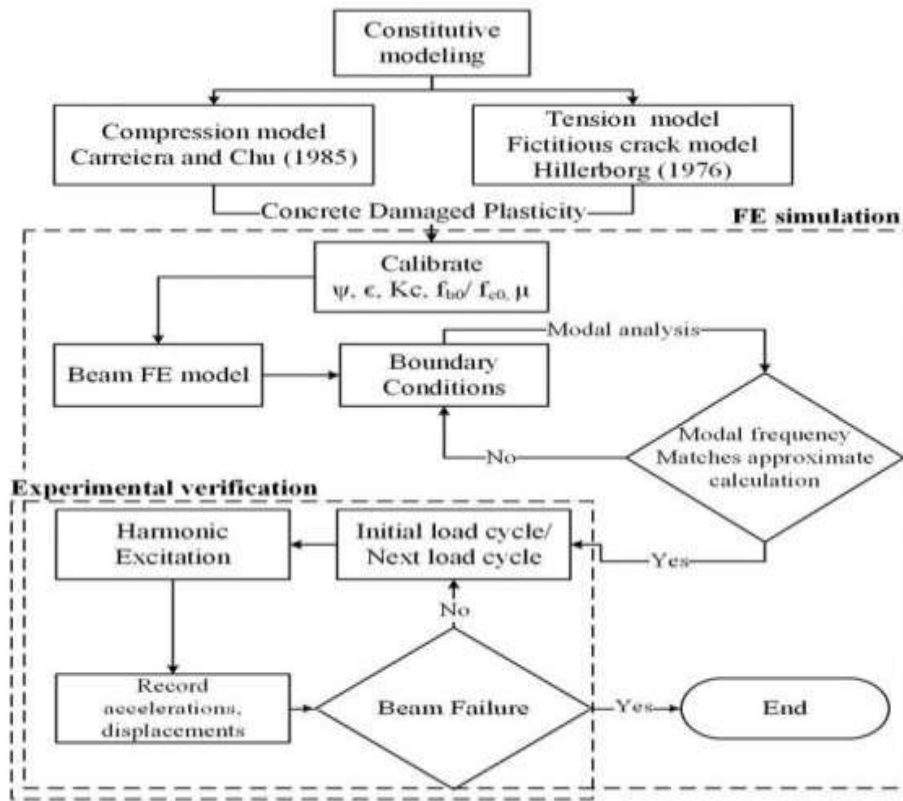 Constitutive
modeling
Compression model
Carreiera and Chu (1985)
Tension model
Fictitious crack model
Hillerborg (1976)
Concrete Damaged Plasticity
FE simulation
Calibrate
ψ, ϵ, Kc, fb0/ fc0, μ
Modal analysis
Beam FE model
Boundary
Conditions
Modal frequency
Matches approximate
calculation
No
Experimental verification
Harmonic
Excitation
Initial load cycle/
Next load cycle
Yes
No
Record
accelerations,
displacements
Beam Failure
Yes
End